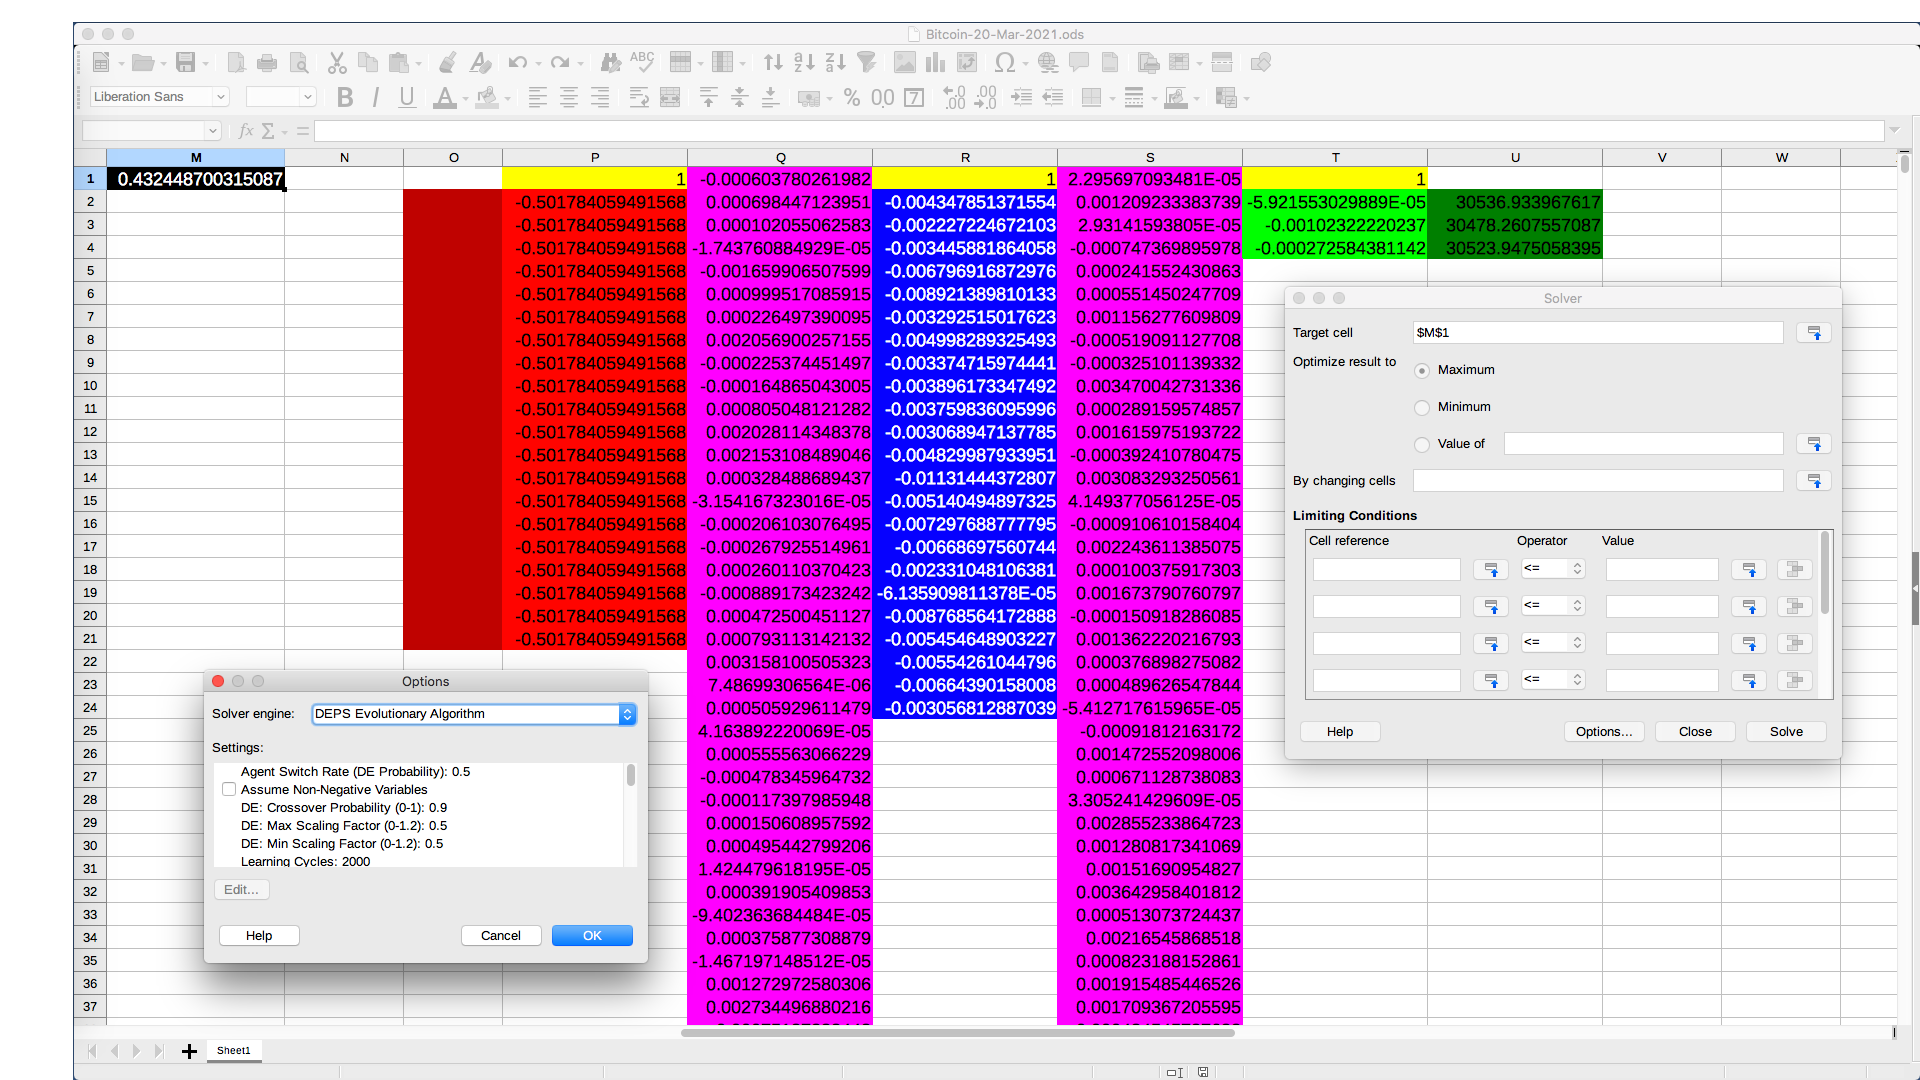 Bitcoin-20-Mar-2021.ods
Liberation Sans
M N O P Q R S T U V W
1 0.432448700315087 1 -0.000603780261982 1 2.295697093481E-05 1
2 -0.501784059491568 0.000698447123951 -0.004347851371554 0.001209233383739 -5.921553029889E-05 30536.933967617
3 -0.501784059491568 0.000102055062583 -0.002227224672103 2.93141593805E-05 -0.00102322220237 30478.2607557087
4 -0.501784059491568 -1.743760884929E-05 -0.003445881864058 -0.000747369895978 -0.000272584381142 30523.9475058395
5 -0.501784059491568 -0.001659906507599 -0.006796916872976 0.000241552430863
6 -0.501784059491568 0.000999517085915 -0.008921389810133 0.000551450247709
7 -0.501784059491568 0.000226497390095 -0.003292515017623 0.001156277609809
8 -0.501784059491568 0.002056900257155 -0.004998289325493 -0.000519091127708
9 -0.501784059491568 -0.000225374451497 -0.003374715974441 -0.000325101139332
10 -0.501784059491568 -0.000164865043005 -0.003896173347492 0.003470042731336
11 -0.501784059491568 0.000805048121282 -0.003759836095996 0.000289159574857
12 -0.501784059491568 0.002028114348378 -0.003068947137785 0.001615975193722
13 -0.501784059491568 0.002153108489046 -0.004829987933951 -0.000392410780475
14 -0.501784059491568 0.000328488689437 -0.01131444372807 0.003083293250561
15 -0.501784059491568 -3.154167323016E-05 -0.005140494897325 4.149377056125E-05
16 -0.501784059491568 -0.000206103076495 -0.007297688777795 -0.000910610158404
17 -0.501784059491568 -0.000267925514961 -0.00668697560744 0.002243611385075
18 -0.501784059491568 0.000260110370423 -0.002331048106381 0.000100375917303
19 -0.501784059491568 -0.000889173423242 -6.135909811378E-05 0.001673790760797
20 -0.501784059491568 0.000472500451127 -0.008768564172888 -0.000150918286085
21 -0.501784059491568 0.000793113142132 -0.005454648903227 0.001362220216793
22 0.003158100505323 -0.00554261044796 0.000376898275082
23 7.48699306564E-06 -0.00664390158008 0.000489626547844
24 0.000505929611479 -0.003056812887039 -5.412717615965E-05
25 4.163892220069E-05 -0.00091812163172
26 0.000555563066229 0.001472552098006
27 -0.000478345964732 0.000671128738083
28 -0.000117397985948 3.305241429609E-05
29 0.000150608957592 0.002855233864723
30 0.000495442799206 0.001280817341069
31 1.424479618195E-05 0.00151690954827
32 0.000391905409853 0.003642958401812
33 -9.402363684484E-05 0.000513073724437
34 0.000375877308879 0.00216545868518
35 -1.467197148512E-05 0.000823188152861
36 0.001272972580306 0.001915485446526
37 0.002734496880216 0.001709367205595
Solver
Target cell $M$1
Optimize result to
Maximum
Minimum
Value of
By changing cells
Limiting Conditions
Cell reference Operator Value
<=
<=
<=
<=
Help Options... Close Solve
Options
Solver engine: DEPS Evolutionary Algorithm
Settings:
Agent Switch Rate (DE Probability): 0.5
Assume Non-Negative Variables
DE: Crossover Probability (0-1): 0.9
DE: Max Scaling Factor (0-1.2): 0.5
DE: Min Scaling Factor (0-1.2): 0.5
Learning Cycles: 2000
Edit...
Help Cancel OK
Sheet1